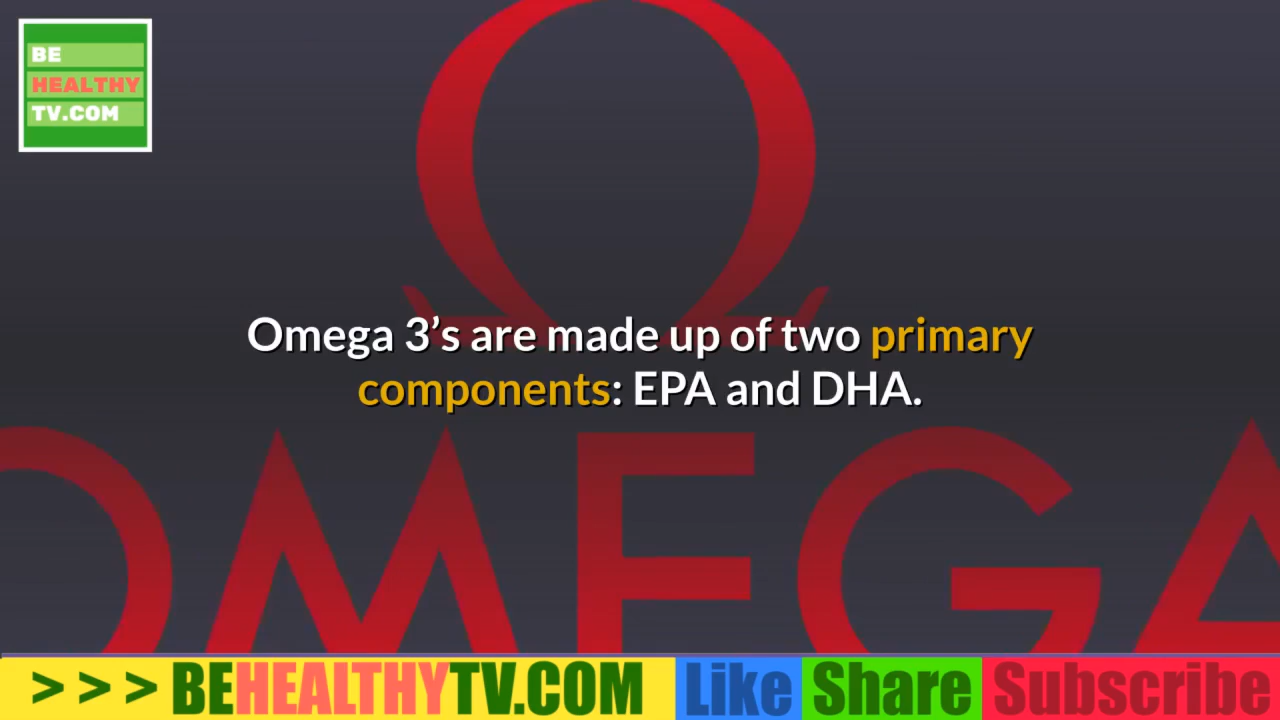 BE
HEALTHY
TV.COM
Ω
Omega 3’s are made up of two primary
components: EPA and DHA.
OMEGA
> > > BEHEALTHYTV.COM Like Share Subscribe